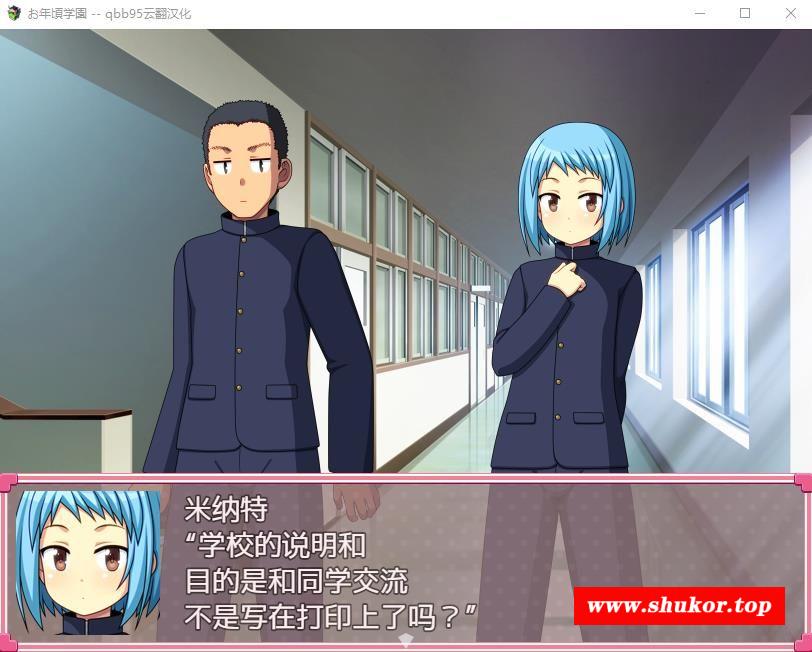 お年頃学園 -- qbb95云翻汉化
米纳特
“学校的说明和
目的是和同学交流
不是写在打印上了吗？”
www.shukor.top